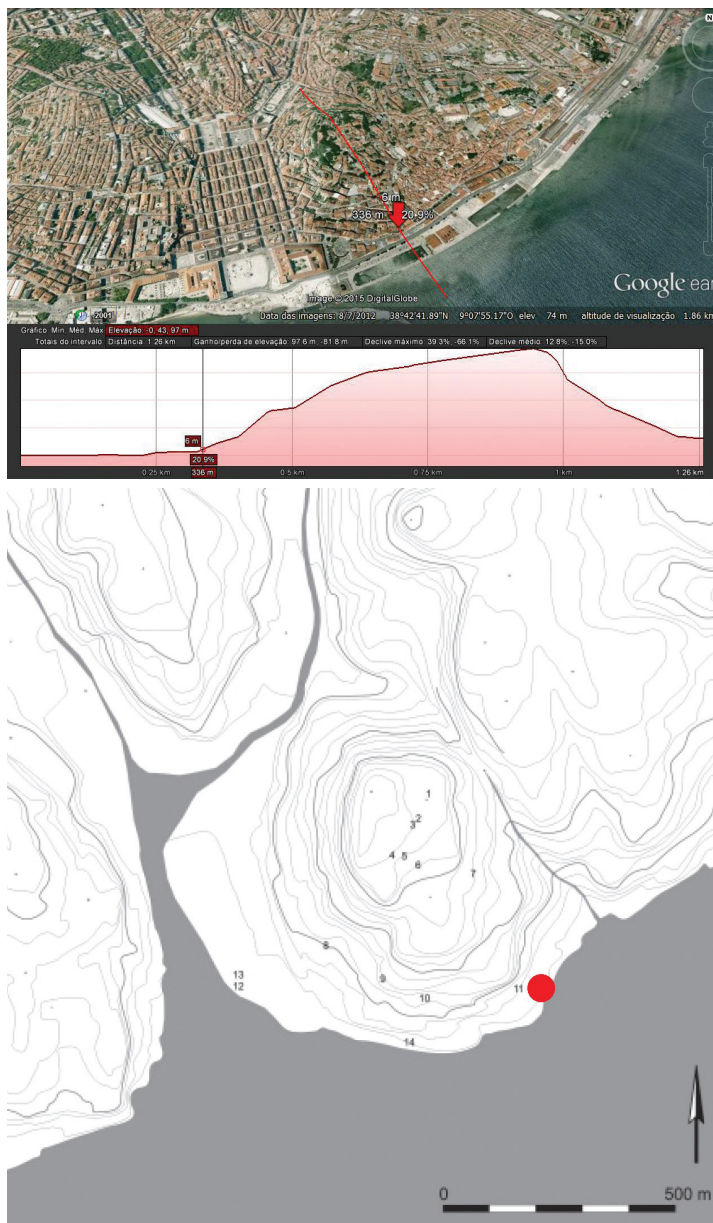 N
6 m
336 m 20.9%
Image © 2015 DigitalGlobe
Google ear
2001
Data das imagens: 8/7/2012 38°42'41.89"N 9°07'55.17"O elev 74 m altitude de visualização 1.86 km
Gráfico: Mín, Méd, Máx Elevação: -0, 43, 97 m
Totais do intervalo: Distância: 1.26 km Ganho/perda de elevação: 97.6 m, -81.8 m Declive máximo: 39.3%, -66.1% Declive médio: 12.8%, -15.0%
6 m
20.9%
0.25 km 336 m 0.5 km 0.75 km 1 km 1.26 km
1
2
3
4 5
6
7
8
9
10
11
13
12
14
0 500 m